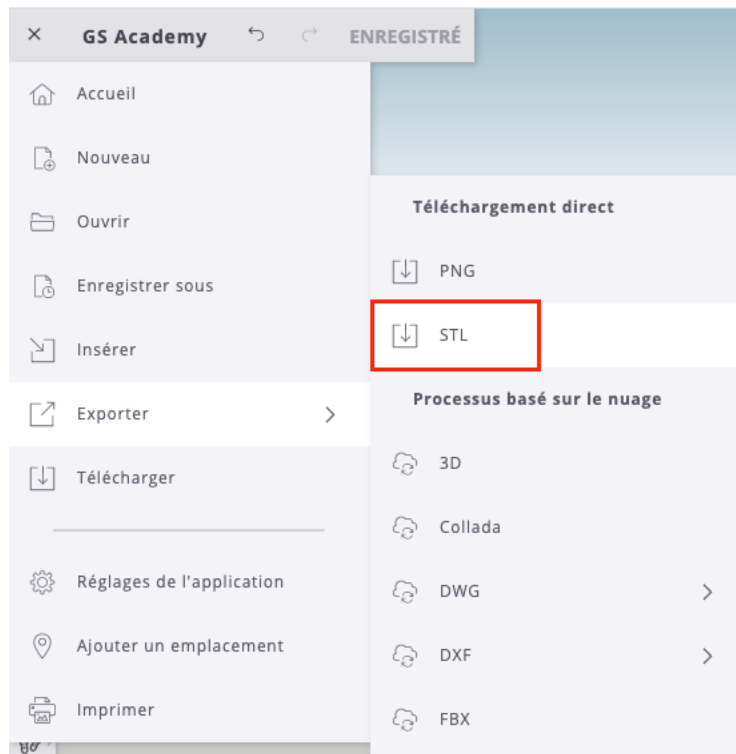 GS Academy ENREGISTRÉ
Accueil
Nouveau
Ouvrir
Enregistrer sous
Insérer
Exporter
Télécharger
Réglages de l'application
Ajouter un emplacement
Imprimer
Téléchargement direct
PNG
STL
Processus basé sur le nuage
3D
Collada
DWG
DXF
FBX